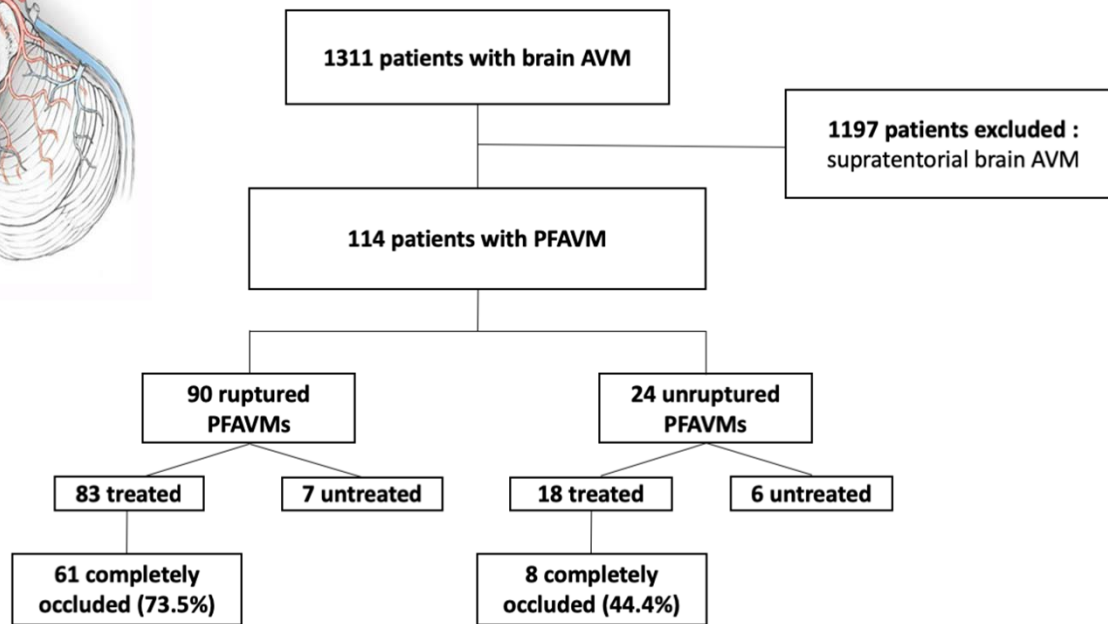 1311 patients with brain AVM
1197 patients excluded :
supratentorial brain AVM
114 patients with PFAVM
90 ruptured
PFAVMs
24 unruptured
PFAVMs
83 treated
7 untreated
18 treated
6 untreated
61 completely
occluded (73.5%)
8 completely
occluded (44.4%)